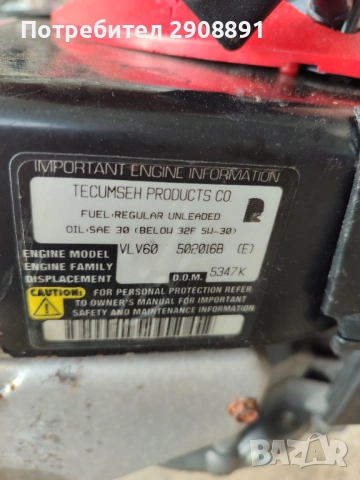 Потребител 2908891
IMPORTANT ENGINE INFORMATION
TECUMSEH PRODUCTS CO
FUEL:REGULAR UNLEADED
OIL:SAE 30 (BELOW 32F 5W-30)
ENGINE MODEL VLV60 502016B (E)
ENGINE FAMILY
DISPLACEMENT D.O.M. 5347K
CAUTION: FOR PERSONAL PROTECTION REFER
TO OWNER'S MANUAL FOR IMPORTANT
SAFETY AND MAINTENANCE INFORMATION
BAZAR